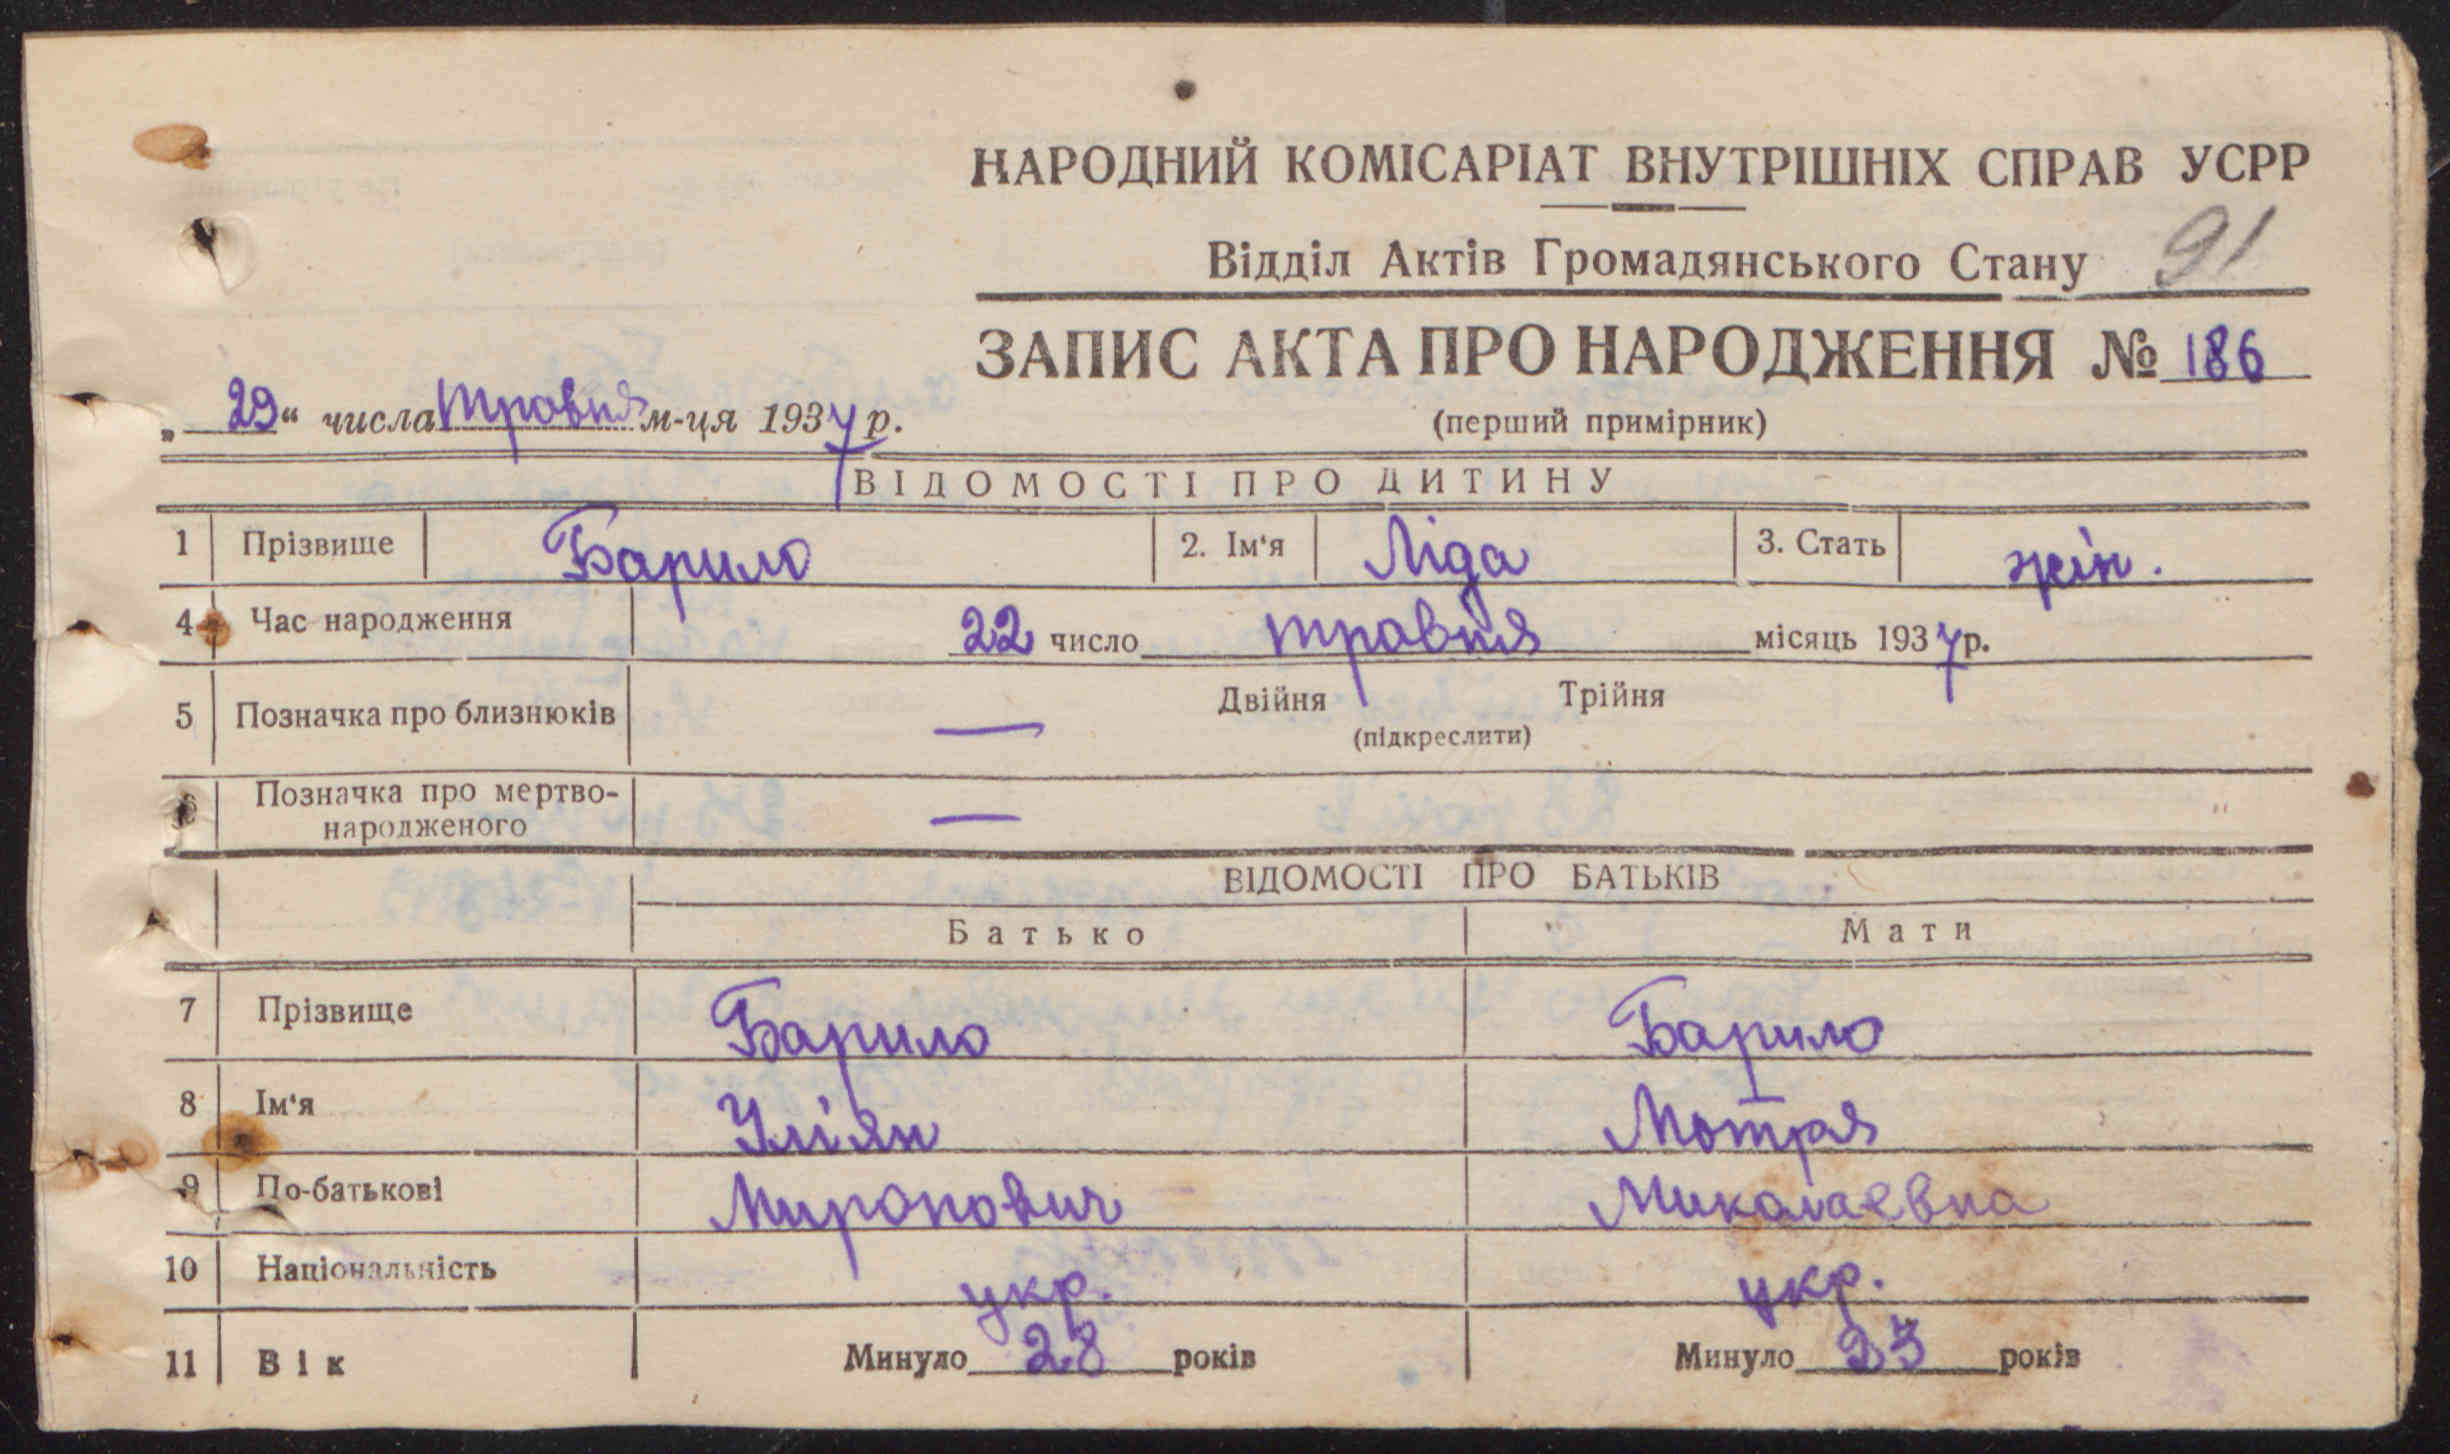 НАРОДНИЙ КОМІСАРІАТ ВНУТРІШНІХ СПРАВ УСРР
Відділ Актів Громадянського Стану 91
ЗАПИС АКТА ПРО НАРОДЖЕННЯ № 186
„29“ числа травня м-ця 1937 р.
(перший примірник)
ВІДОМОСТІ ПРО ДИТИНУ
1 Прізвище Барило 2. Ім‘я Ліда 3. Стать жін.
4 Час народження 22 число травня місяць 1937 р.
5 Позначка про близнюків — Двійня Трійня
(підкреслити)
6 Позначка про мертво-
народженого —
ВІДОМОСТІ ПРО БАТЬКІВ
Батько Мати
7 Прізвище Барило Барило
8 Ім‘я Уліян Мотря
9 По-батькові Миронович Миколаевна
10 Національність укр. укр.
11 Вік Минуло 28 років Минуло 25 років